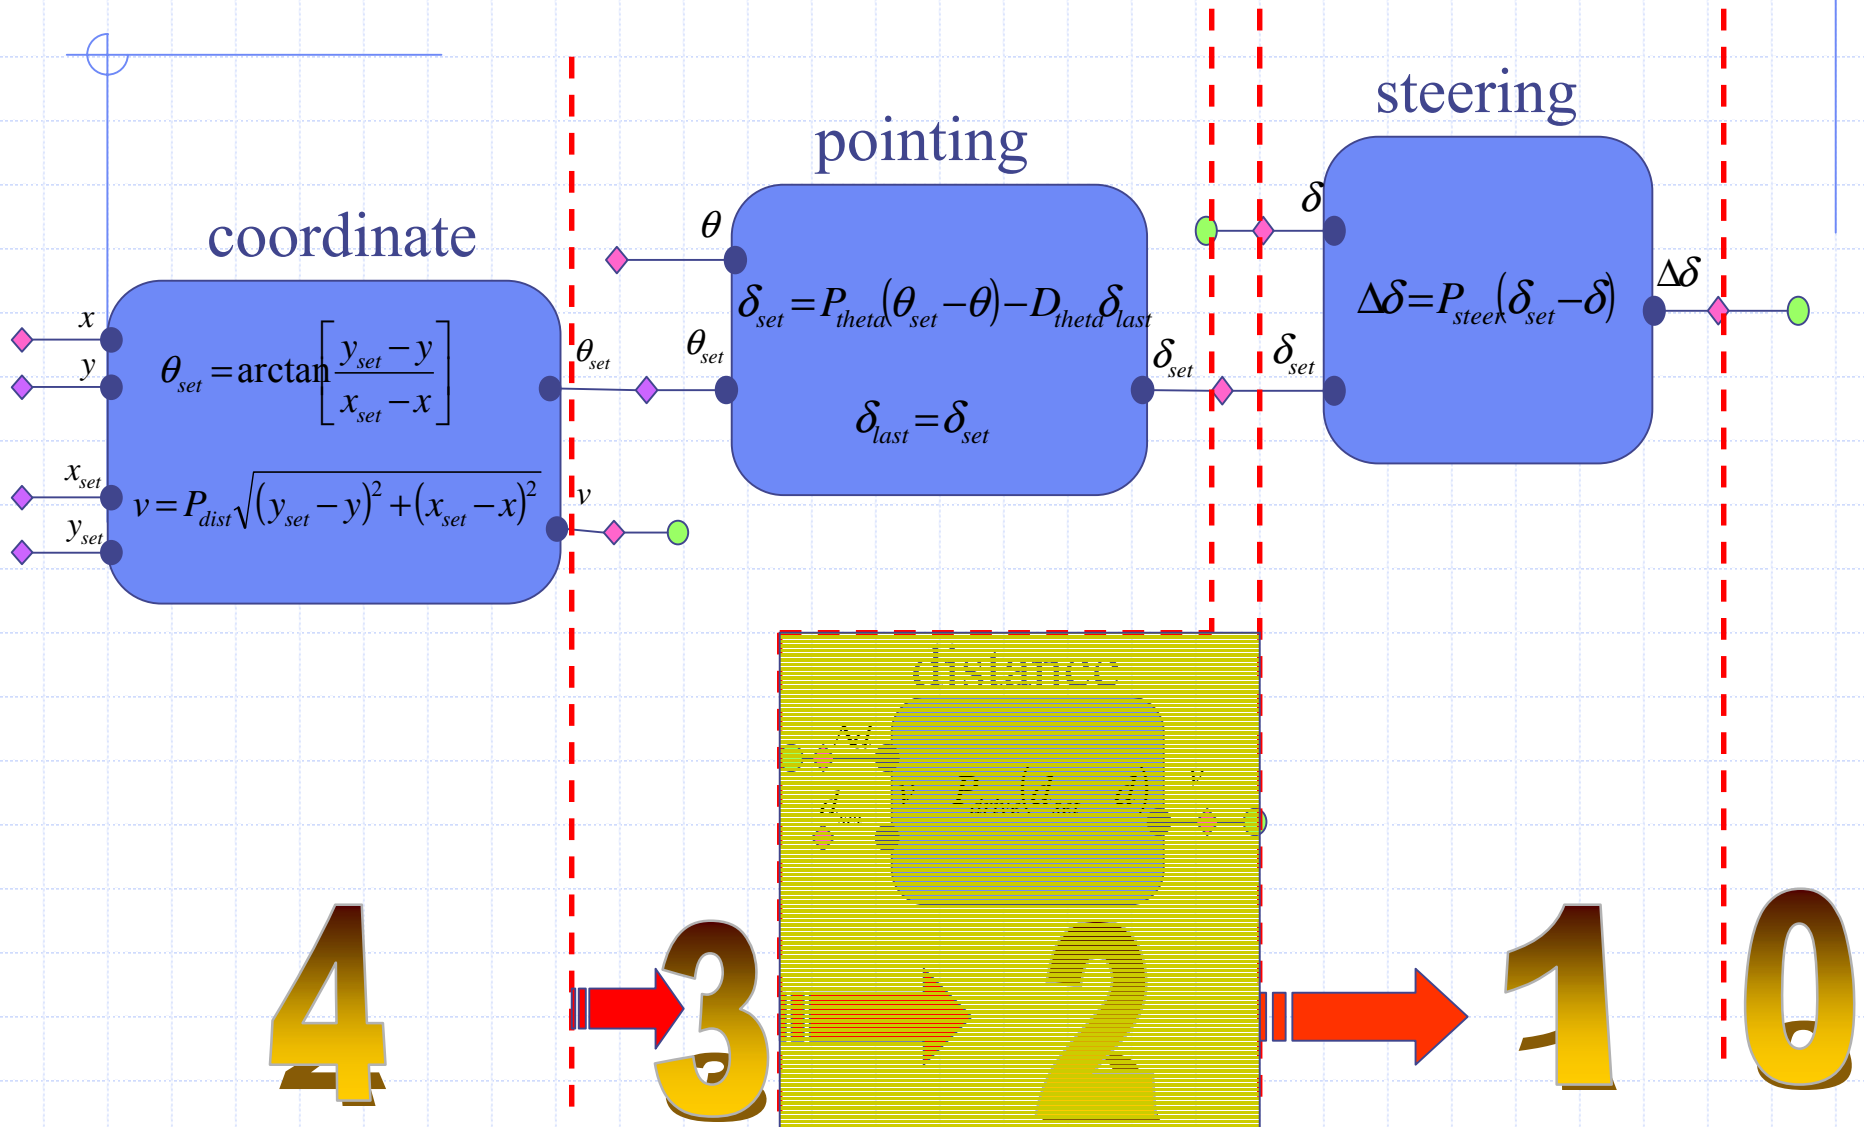 steering
pointing
coordinate
δ
θ
Δδ
δ_set = P_theta(θ_set − θ) − D_theta δ_last
Δδ = P_steer(δ_set − δ)
x
y
θ_set = arctan[(y_set − y)/(x_set − x)]
θ_set
θ_set
δ_set
δ_set
δ_last = δ_set
x_set
y_set
v = P_dist √((y_set − y)² + (x_set − x)²)
v
distance
4 3 2 1 0